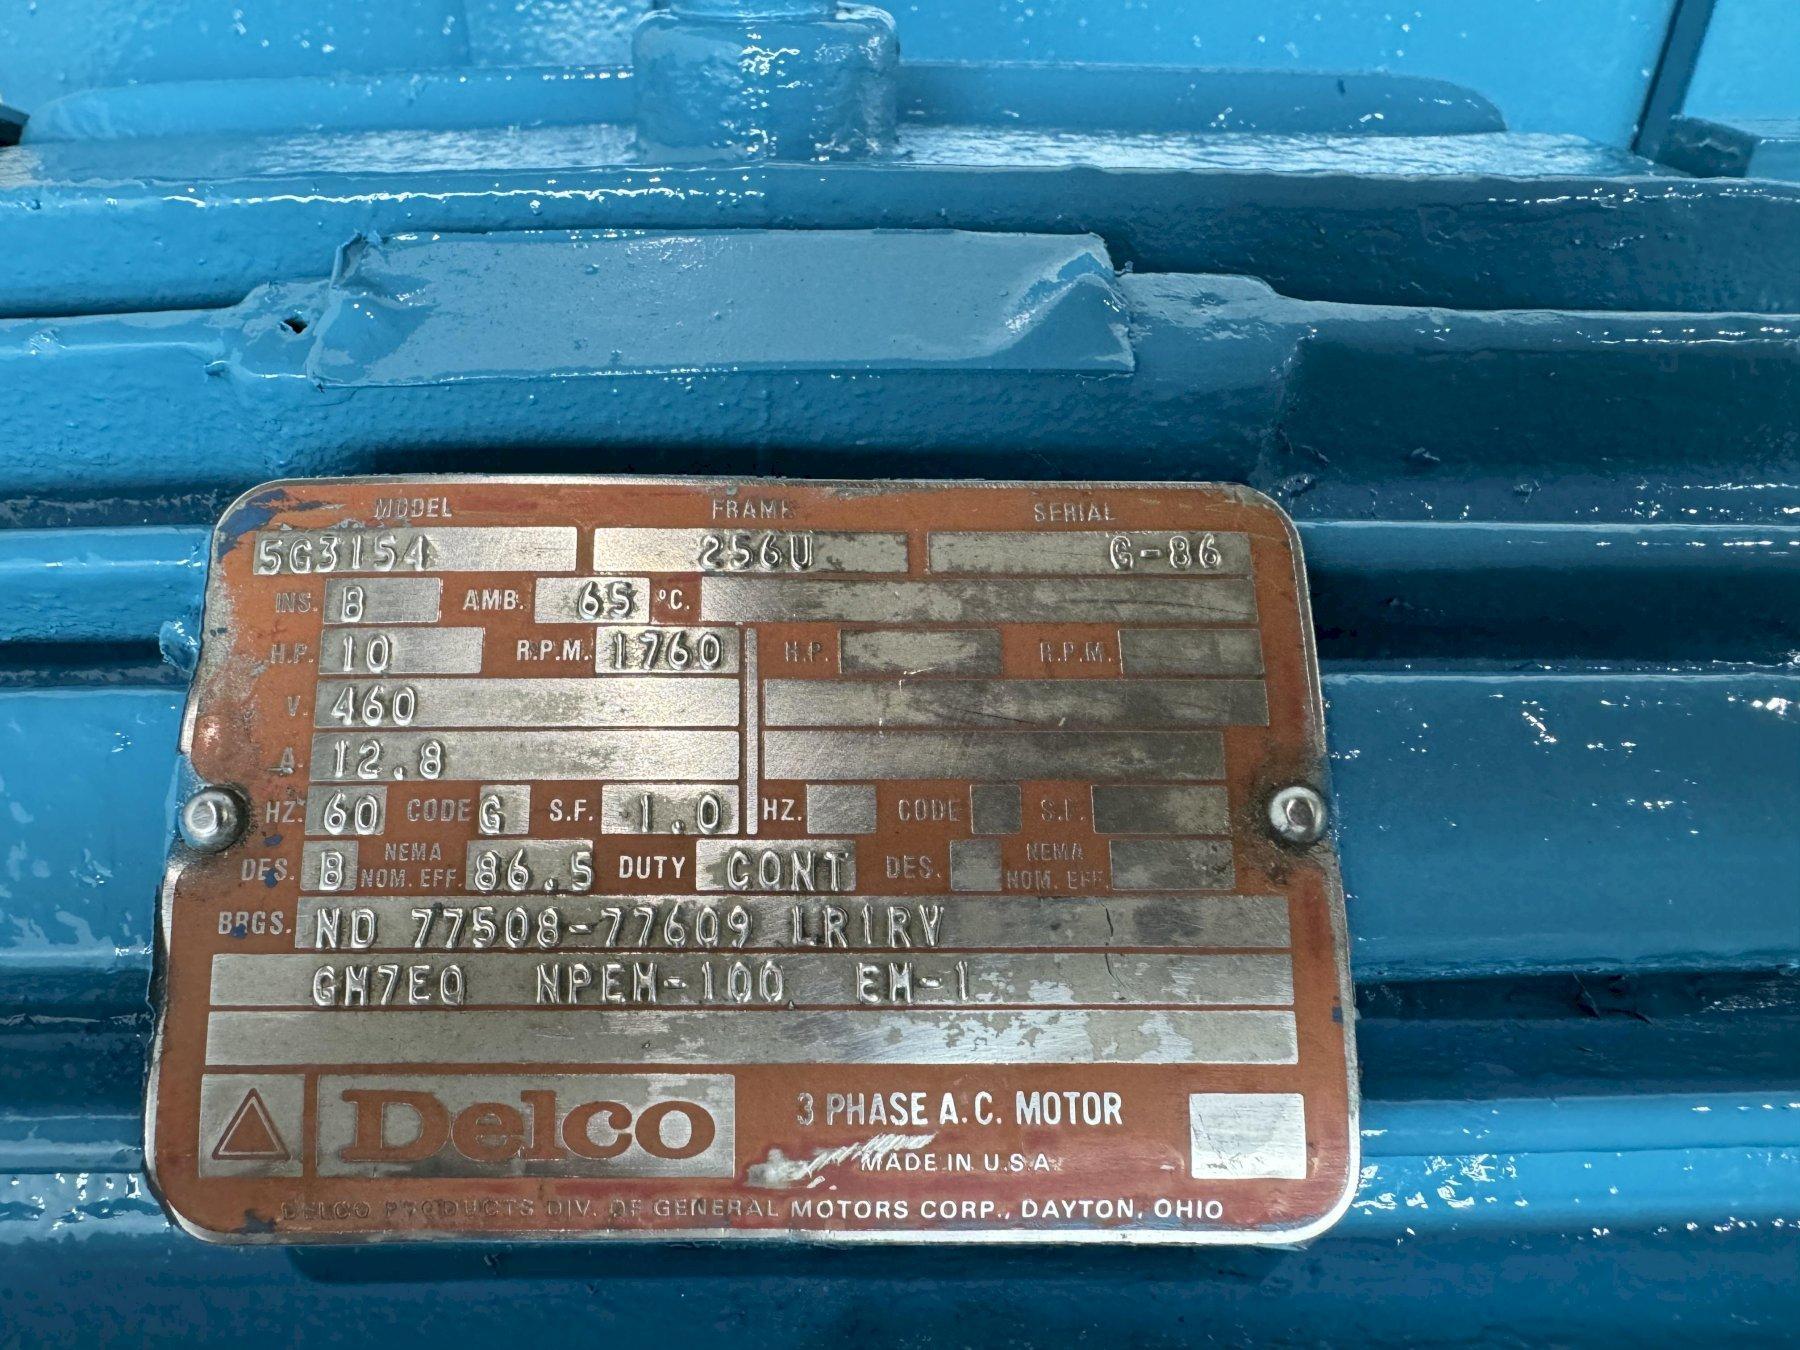 MODEL FRAME SERIAL
5G3154 256U G-86
INS. B AMB. 65 °C.
H.P. 10 R.P.M. 1760 H.P. R.P.M.
V. 460
A. 12.8
HZ. 60 CODE G S.F. 1.0 HZ. CODE S.F.
DES. B NEMA NOM. EFF. 86.5 DUTY CONT DES. NEMA NOM. EFF.
BRGS. ND 77508-77609 LR1RV
GM7EQ NPEM-100 EM-1
Delco 3 PHASE A.C. MOTOR
MADE IN U.S.A.
DELCO PRODUCTS DIV. OF GENERAL MOTORS CORP., DAYTON, OHIO